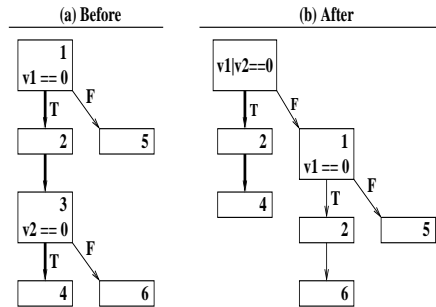 (a) Before
1
v1 == 0
T
F
2
5
3
v2 == 0
T
F
4
6
(b) After
v1|v2==0
T
F
2
1
v1 == 0
4
T
F
2
5
6